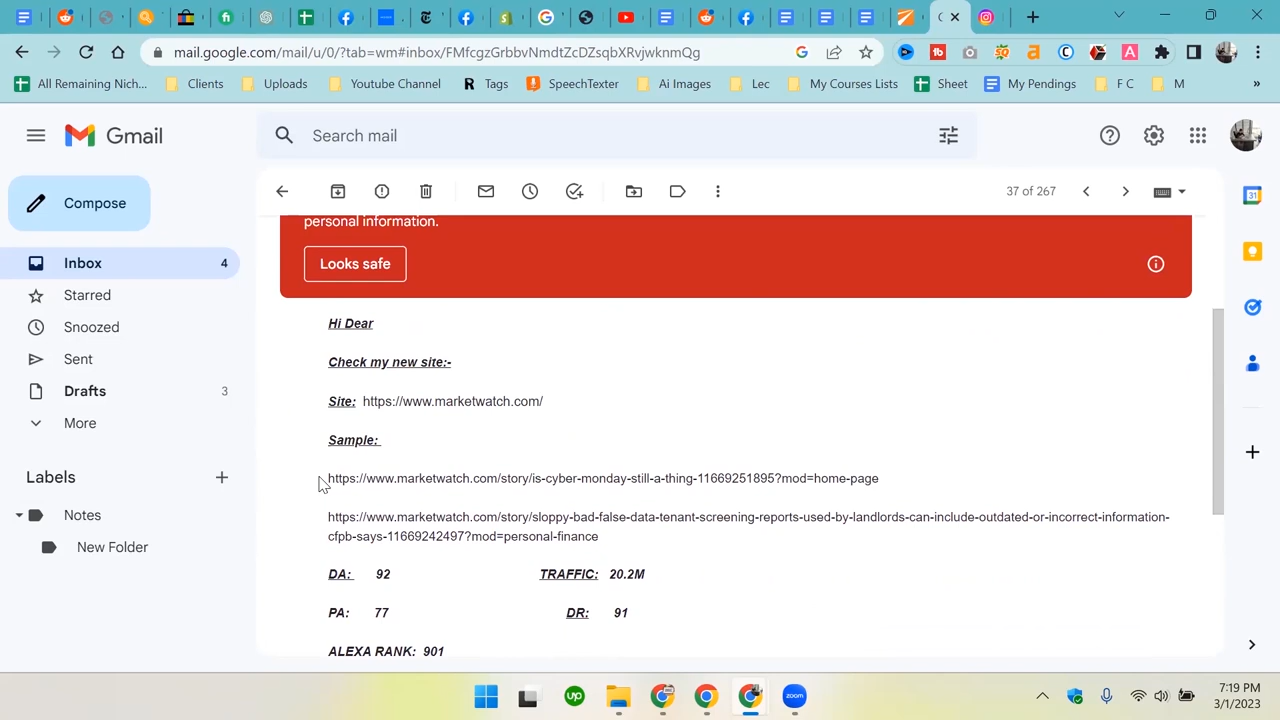 mail.google.com/mail/u/0/?tab=wm#inbox/FMfcgzGrbbvNmdtZcDZsqbXRvjwknmQg
All Remaining Nich...
Clients
Uploads
Youtube Channel
Tags
SpeechTexter
Ai Images
Lec
My Courses Lists
Sheet
My Pendings
F C
M
»
Gmail
Search mail
Compose
37 of 267
Inbox 4
Starred
Snoozed
Sent
Drafts 3
More
Labels
Notes
New Folder
personal information.
Looks safe
Hi Dear
Check my new site:-
Site: https://www.marketwatch.com/
Sample:
https://www.marketwatch.com/story/is-cyber-monday-still-a-thing-11669251895?mod=home-page
https://www.marketwatch.com/story/sloppy-bad-false-data-tenant-screening-reports-used-by-landlords-can-include-outdated-or-incorrect-information-
cfpb-says-11669242497?mod=personal-finance
DA: 92 TRAFFIC: 20.2M
PA: 77 DR: 91
ALEXA RANK: 901
31
up
zoom
7:19 PM
3/1/2023